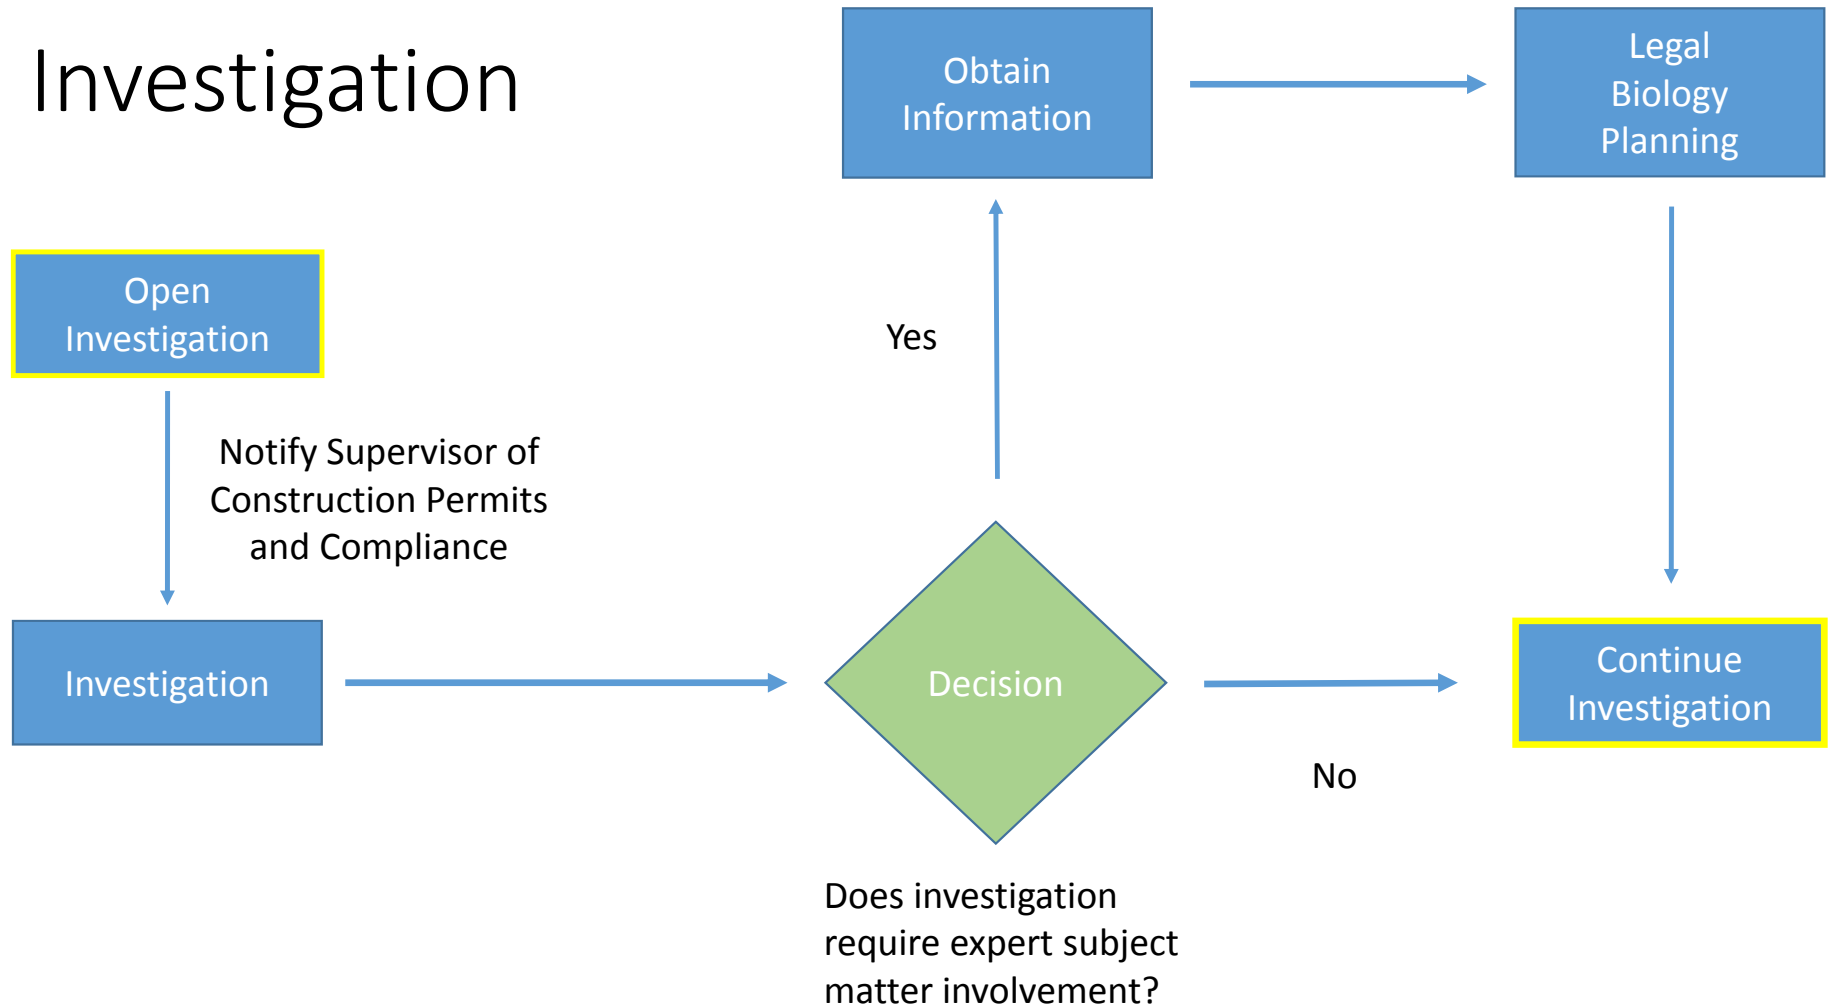 Investigation
Obtain
Information
Legal
Biology
Planning
Open
Investigation
Yes
Notify Supervisor of
Construction Permits
and Compliance
Investigation
Decision
Continue
Investigation
No
Does investigation
require expert subject
matter involvement?